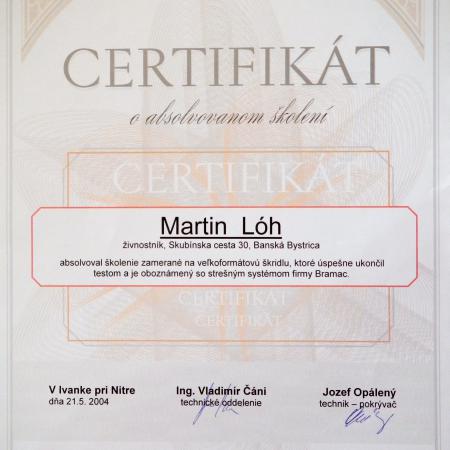 CERTIFIKÁT
o absolvovanom školení
CERTIFIKÁT
Martin Lóh
živnostník, Skubínska cesta 30, Banská Bystrica
absolvoval školenie zamerané na veľkoformátovú škridlu, ktoré úspešne ukončil
testom a je oboznámený so strešným systémom firmy Bramac.
CERTIFIKÁT
CERTIFIKÁT
V Ivanke pri Nitre
dňa 21.5. 2004
Ing. Vladimír Čáni
technické oddelenie
Jozef Opálený
technik – pokrývač